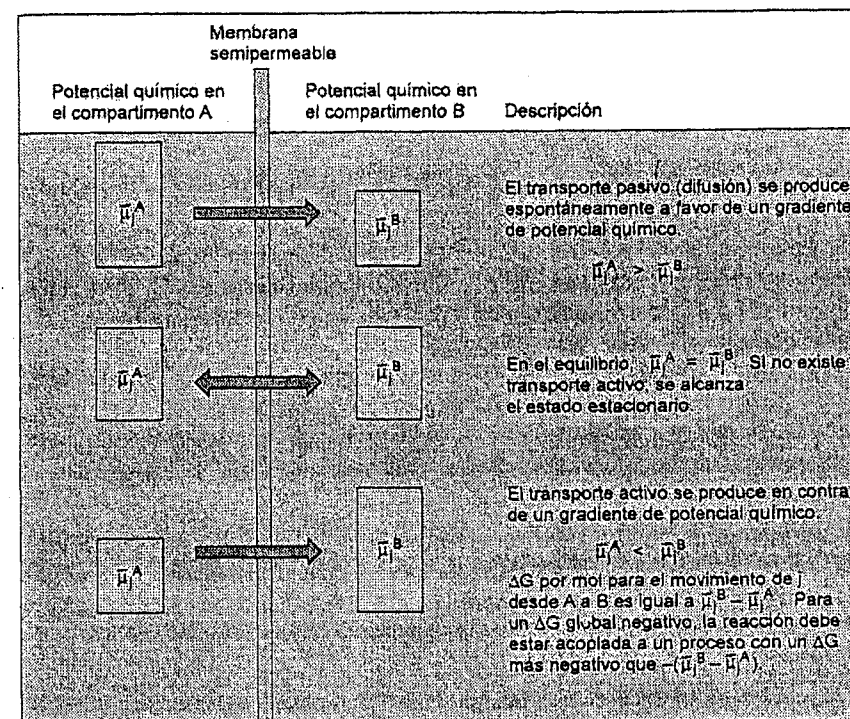 Membrana
semipermeable
Potencial químico en
el compartimento A
Potencial químico en
el compartimento B
Descripción
μ̄ⱼᴬ
μ̄ⱼᴮ
El transporte pasivo (difusión) se produce
espontáneamente a favor de un gradiente
de potencial químico.
μ̄ⱼᴬ > μ̄ⱼᴮ
μ̄ⱼᴬ
μ̄ⱼᴮ
En el equilibrio, μ̄ⱼᴬ = μ̄ⱼᴮ. Si no existe
transporte activo, se alcanza
el estado estacionario.
μ̄ⱼᴬ
μ̄ⱼᴮ
El transporte activo se produce en contra
de un gradiente de potencial químico.
μ̄ⱼᴬ < μ̄ⱼᴮ
ΔG por mol para el movimiento de j
desde A a B es igual a μ̄ⱼᴮ – μ̄ⱼᴬ. Para
un ΔG global negativo, la reacción debe
estar acoplada a un proceso con un ΔG
más negativo que –(μ̄ⱼᴮ – μ̄ⱼᴬ).